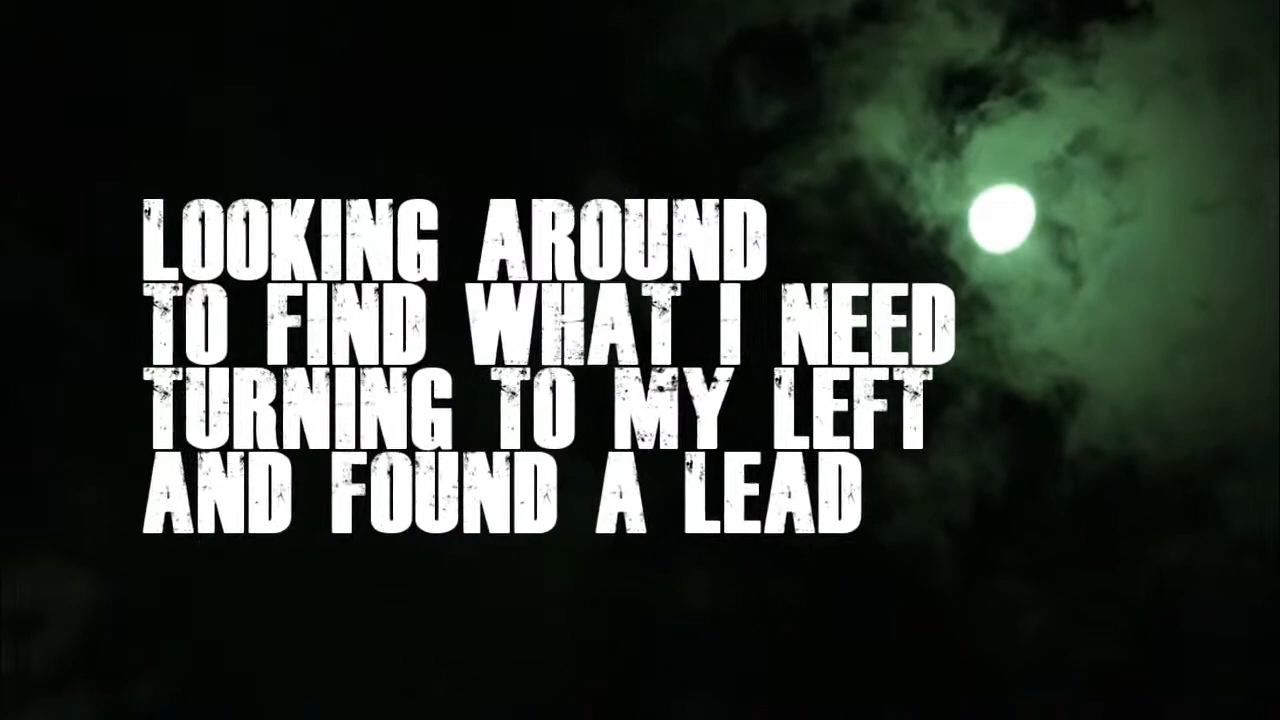 LOOKING AROUND
TO FIND WHAT I NEED
TURNING TO MY LEFT
AND FOUND A LEAD